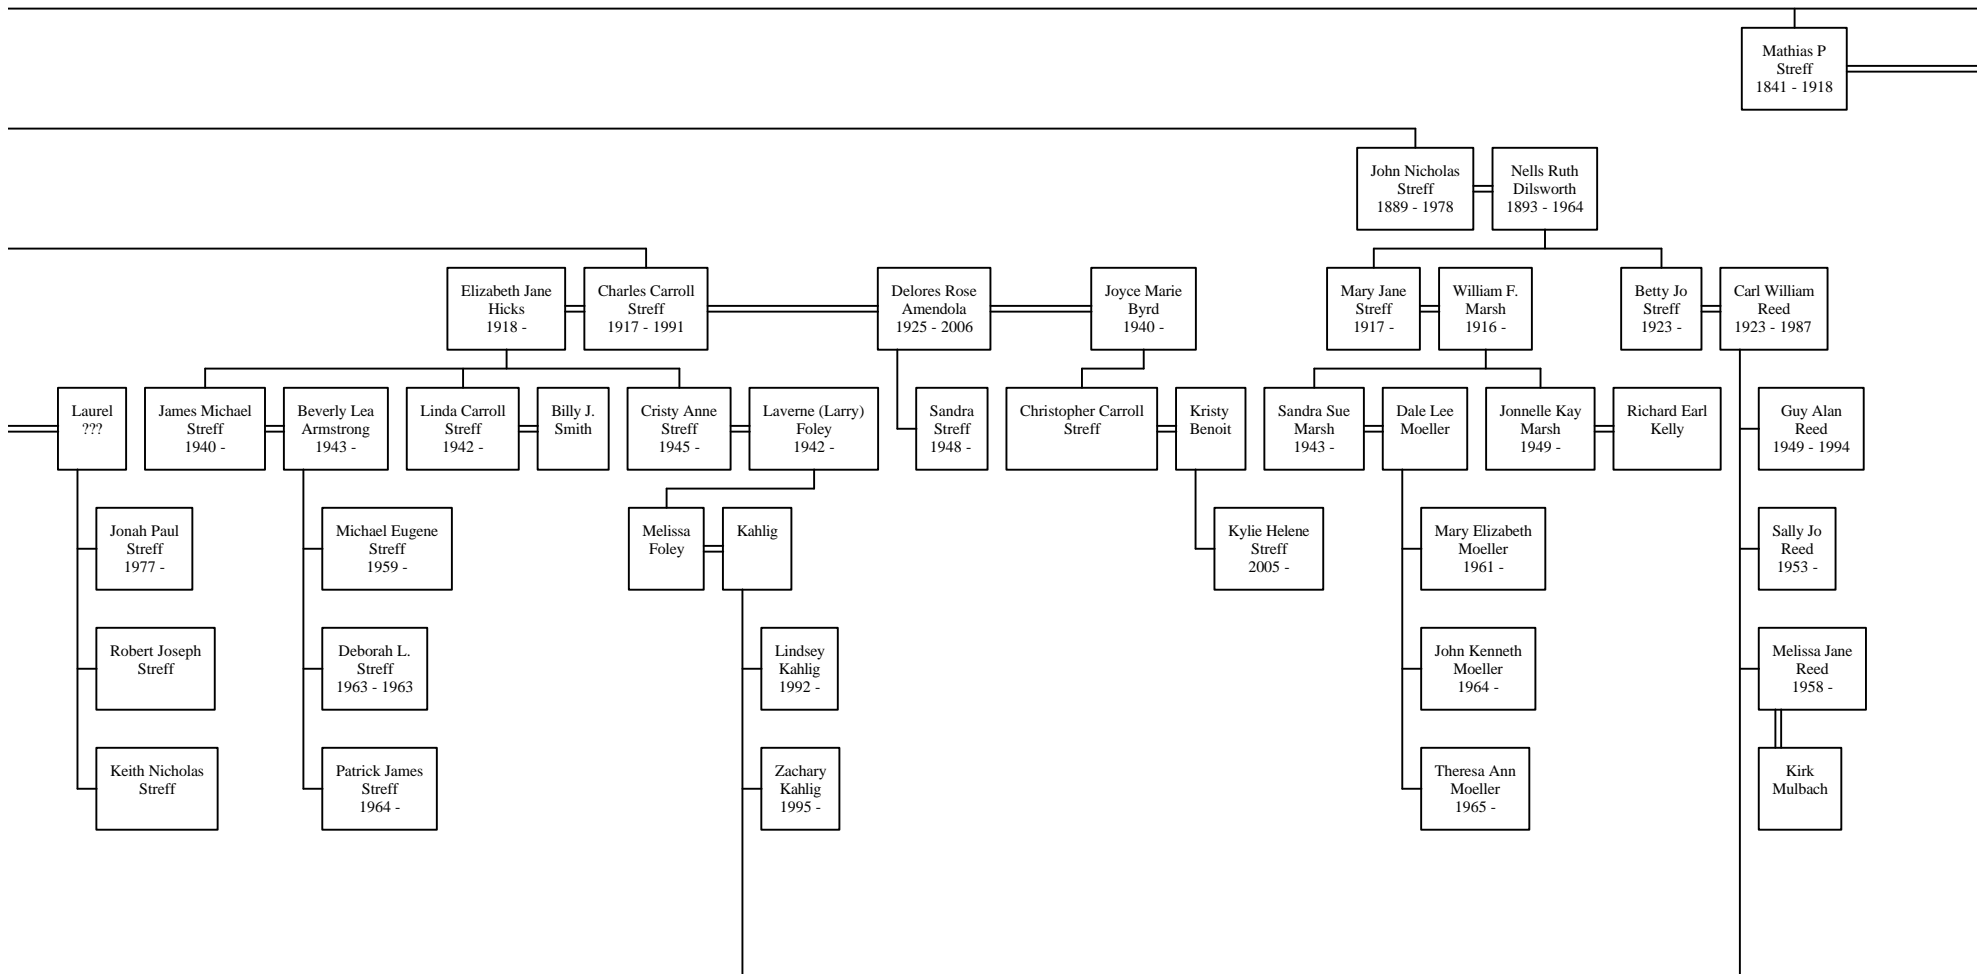 Mathias P
Streff
1841 - 1918
John Nicholas
Streff
1889 - 1978
Nells Ruth
Dilsworth
1893 - 1964
Elizabeth Jane
Hicks
1918 -
Charles Carroll
Streff
1917 - 1991
Delores Rose
Amendola
1925 - 2006
Joyce Marie
Byrd
1940 -
Mary Jane
Streff
1917 -
William F.
Marsh
1916 -
Betty Jo
Streff
1923 -
Carl William
Reed
1923 - 1987
Laurel
???
James Michael
Streff
1940 -
Beverly Lea
Armstrong
1943 -
Linda Carroll
Streff
1942 -
Billy J.
Smith
Cristy Anne
Streff
1945 -
Laverne (Larry)
Foley
1942 -
Sandra
Streff
1948 -
Christopher Carroll
Streff
Kristy
Benoit
Sandra Sue
Marsh
1943 -
Dale Lee
Moeller
Jonnelle Kay
Marsh
1949 -
Richard Earl
Kelly
Guy Alan
Reed
1949 - 1994
Jonah Paul
Streff
1977 -
Michael Eugene
Streff
1959 -
Melissa
Foley
Kahlig
Kylie Helene
Streff
2005 -
Mary Elizabeth
Moeller
1961 -
Sally Jo
Reed
1953 -
Robert Joseph
Streff
Deborah L.
Streff
1963 - 1963
Lindsey
Kahlig
1992 -
John Kenneth
Moeller
1964 -
Melissa Jane
Reed
1958 -
Keith Nicholas
Streff
Patrick James
Streff
1964 -
Zachary
Kahlig
1995 -
Theresa Ann
Moeller
1965 -
Kirk
Mulbach